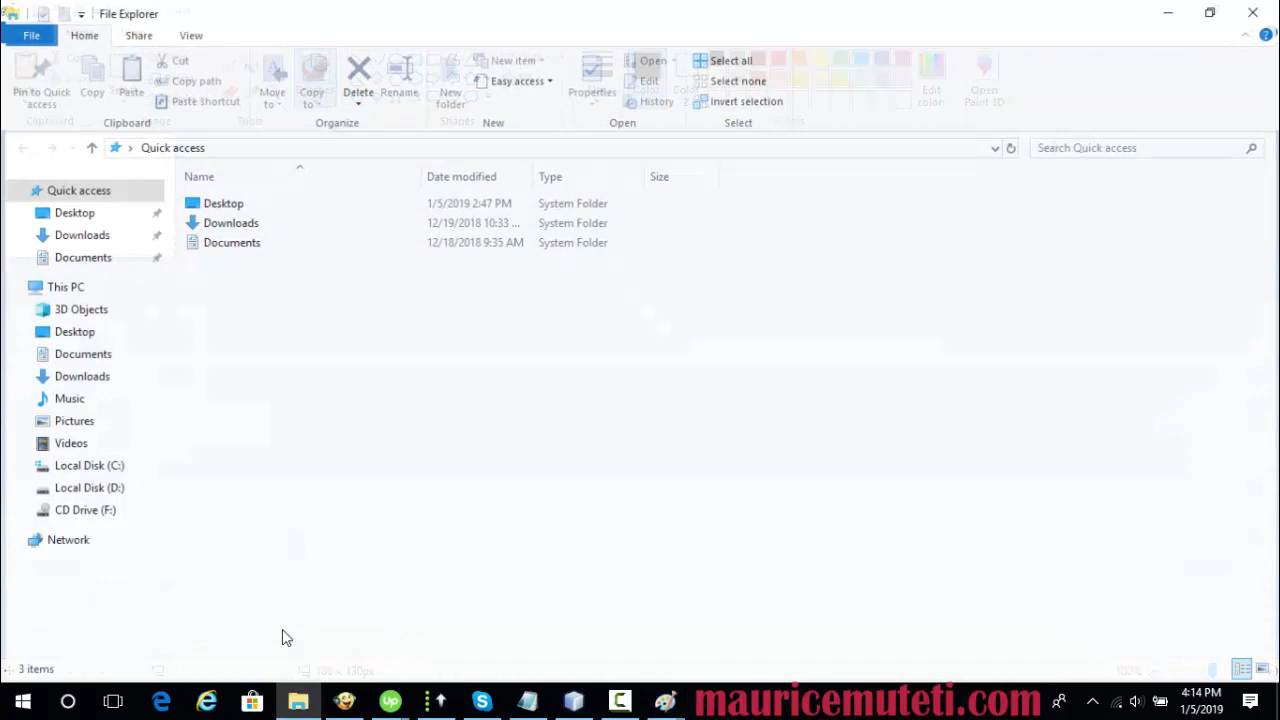 File Explorer
File Home Share View
Pin to Quick access
Copy
Paste
Cut
Copy path
Paste shortcut
Clipboard
Move to
Copy to
Delete
Rename
Organize
New folder
New item
Easy access
New
Properties
Open
Edit
History
Open
Select all
Select none
Invert selection
Select
Edit colors
Open Paint 3D
Quick access
Search Quick access
Name Date modified Type Size
Desktop 1/5/2019 2:47 PM System Folder
Downloads 12/19/2018 10:33 ... System Folder
Documents 12/18/2018 9:35 AM System Folder
Quick access
Desktop
Downloads
Documents
This PC
3D Objects
Desktop
Documents
Downloads
Music
Pictures
Videos
Local Disk (C:)
Local Disk (D:)
CD Drive (F:)
Network
3 items
100%
mauricemuteti.com
4:14 PM
1/5/2019